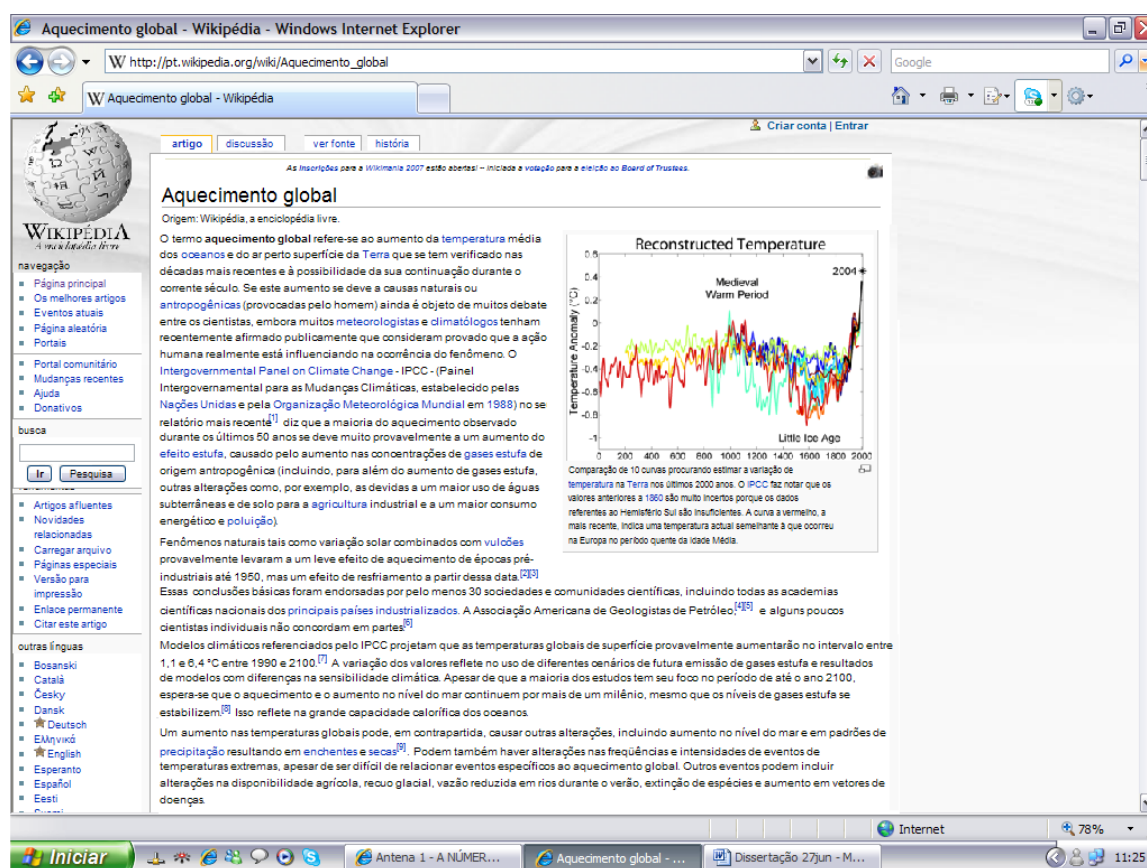 Aquecimento global - Wikipédia - Windows Internet Explorer
http://pt.wikipedia.org/wiki/Aquecimento_global
Google
Aquecimento global - Wikipédia
Criar conta | Entrar
artigo discussão ver fonte história
As Inscrições para a Wikimania 2007 estão abertas! – Iniciada a votação para a eleição ao Board of Trustees.
Aquecimento global
Origem: Wikipédia, a enciclopédia livre.
WIKIPÉDIA
A enciclopédia livre
navegação
Página principal
Os melhores artigos
Eventos atuais
Página aleatória
Portais
Portal comunitário
Mudanças recentes
Ajuda
Donativos
busca
Ir Pesquisa
Artigos afluentes
Novidades
relacionadas
Carregar arquivo
Páginas especiais
Versão para
impressão
Enlace permanente
Citar este artigo
outras línguas
Bosanski
Català
Česky
Dansk
Deutsch
Ελληνικά
English
Esperanto
Español
Eesti
O termo aquecimento global refere-se ao aumento da temperatura média
dos oceanos e do ar perto superfície da Terra que se tem verificado nas
décadas mais recentes e à possibilidade da sua continuação durante o
corrente século. Se este aumento se deve a causas naturais ou
antropogênicas (provocadas pelo homem) ainda é objeto de muitos debate
entre os cientistas, embora muitos meteorologistas e climatólogos tenham
recentemente afirmado publicamente que consideram provado que a ação
humana realmente está influenciando na ocorrência do fenômeno. O
Intergovernmental Panel on Climate Change - IPCC - (Painel
Intergovernamental para as Mudanças Climáticas, estabelecido pelas
Nações Unidas e pela Organização Meteorológica Mundial em 1988) no se
relatório mais recente[1] diz que a maioria do aquecimento observado
durante os últimos 50 anos se deve muito provavelmente a um aumento do
efeito estufa, causado pelo aumento nas concentrações de gases estufa de
origem antropogênica (incluindo, para além do aumento de gases estufa,
outras alterações como, por exemplo, as devidas a um maior uso de águas
subterrâneas e de solo para a agricultura industrial e a um maior consumo
energético e poluição).
Reconstructed Temperature
Temperature Anomaly (°C)
0.6
0.4
0.2
0
-0.2
-0.4
-0.6
-0.8
-1
2004
Medieval
Warm Period
Little Ice Age
0 200 400 600 800 1000 1200 1400 1600 1800 2000
Comparação de 10 curvas procurando estimar a variação de
temperatura na Terra nos últimos 2000 anos. O IPCC faz notar que os
valores anteriores a 1860 são muito incertos porque os dados
referentes ao Hemisfério Sul são insuficientes. A curva a vermelho, a
mais recente, indica uma temperatura actual semelhante à que ocorreu
na Europa no período quente da Idade Média.
Fenômenos naturais tais como variação solar combinados com vulcões
provavelmente levaram a um leve efeito de aquecimento de épocas pré-
industriais até 1950, mas um efeito de resfriamento a partir dessa data.[2][3]
Essas conclusões básicas foram endorsadas por pelo menos 30 sociedades e comunidades científicas, incluindo todas as academias
científicas nacionais dos principais países industrializados. A Associação Americana de Geologistas de Petróleo,[4][5] e alguns poucos
cientistas individuais não concordam em partes[6]
Modelos climáticos referenciados pelo IPCC projetam que as temperaturas globais de superfície provavelmente aumentarão no intervalo entre
1,1 e 6,4 °C entre 1990 e 2100.[7] A variação dos valores reflete no uso de diferentes cenários de futura emissão de gases estufa e resultados
de modelos com diferenças na sensibilidade climática. Apesar de que a maioria dos estudos tem seu foco no período de até o ano 2100,
espera-se que o aquecimento e o aumento no nível do mar continuem por mais de um milênio, mesmo que os níveis de gases estufa se
estabilizem.[8] Isso reflete na grande capacidade calorífica dos oceanos.
Um aumento nas temperaturas globais pode, em contrapartida, causar outras alterações, incluindo aumento no nível do mar e em padrões de
precipitação resultando em enchentes e secas[9]. Podem também haver alterações nas freqüências e intensidades de eventos de
temperaturas extremas, apesar de ser difícil de relacionar eventos específicos ao aquecimento global. Outros eventos podem incluir
alterações na disponibilidade agrícola, recuo glacial, vazão reduzida em rios durante o verão, extinção de espécies e aumento em vetores de
doenças.
Internet 78%
Iniciar
Antena 1 - A NÚMER...
Aquecimento global - ...
Dissertação 27jun - M...
11:25